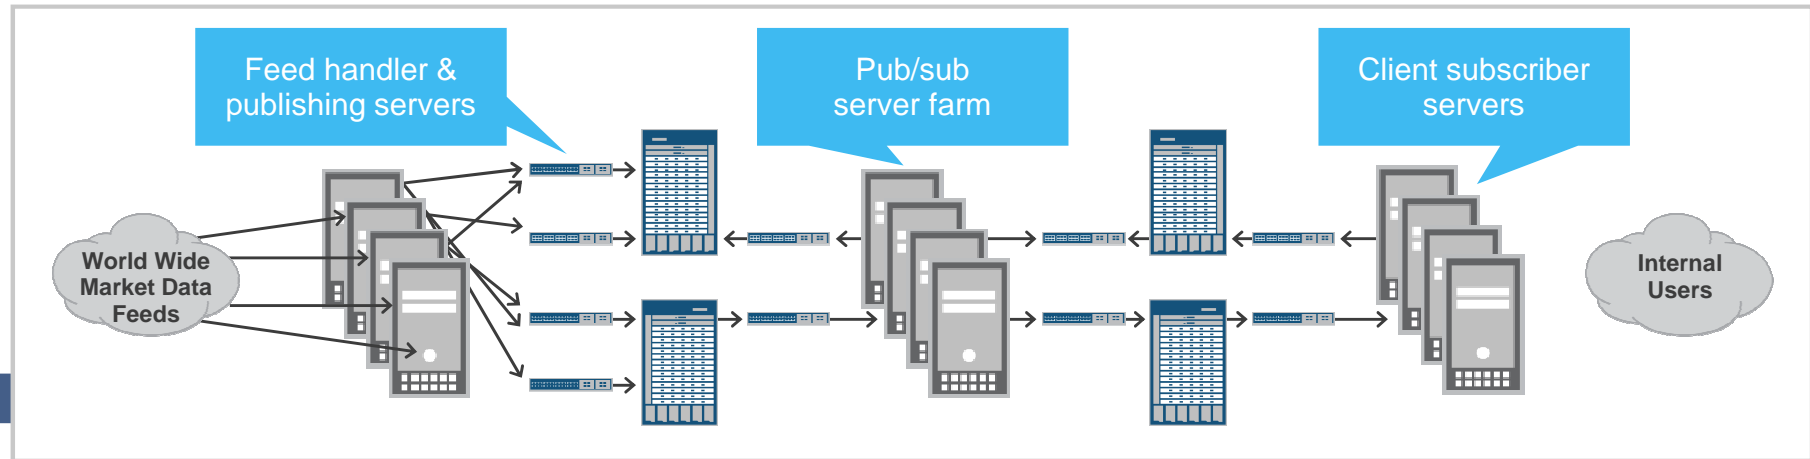 Feed handler &
publishing servers
Pub/sub
server farm
Client subscriber
servers
World Wide
Market Data
Feeds
Internal
Users